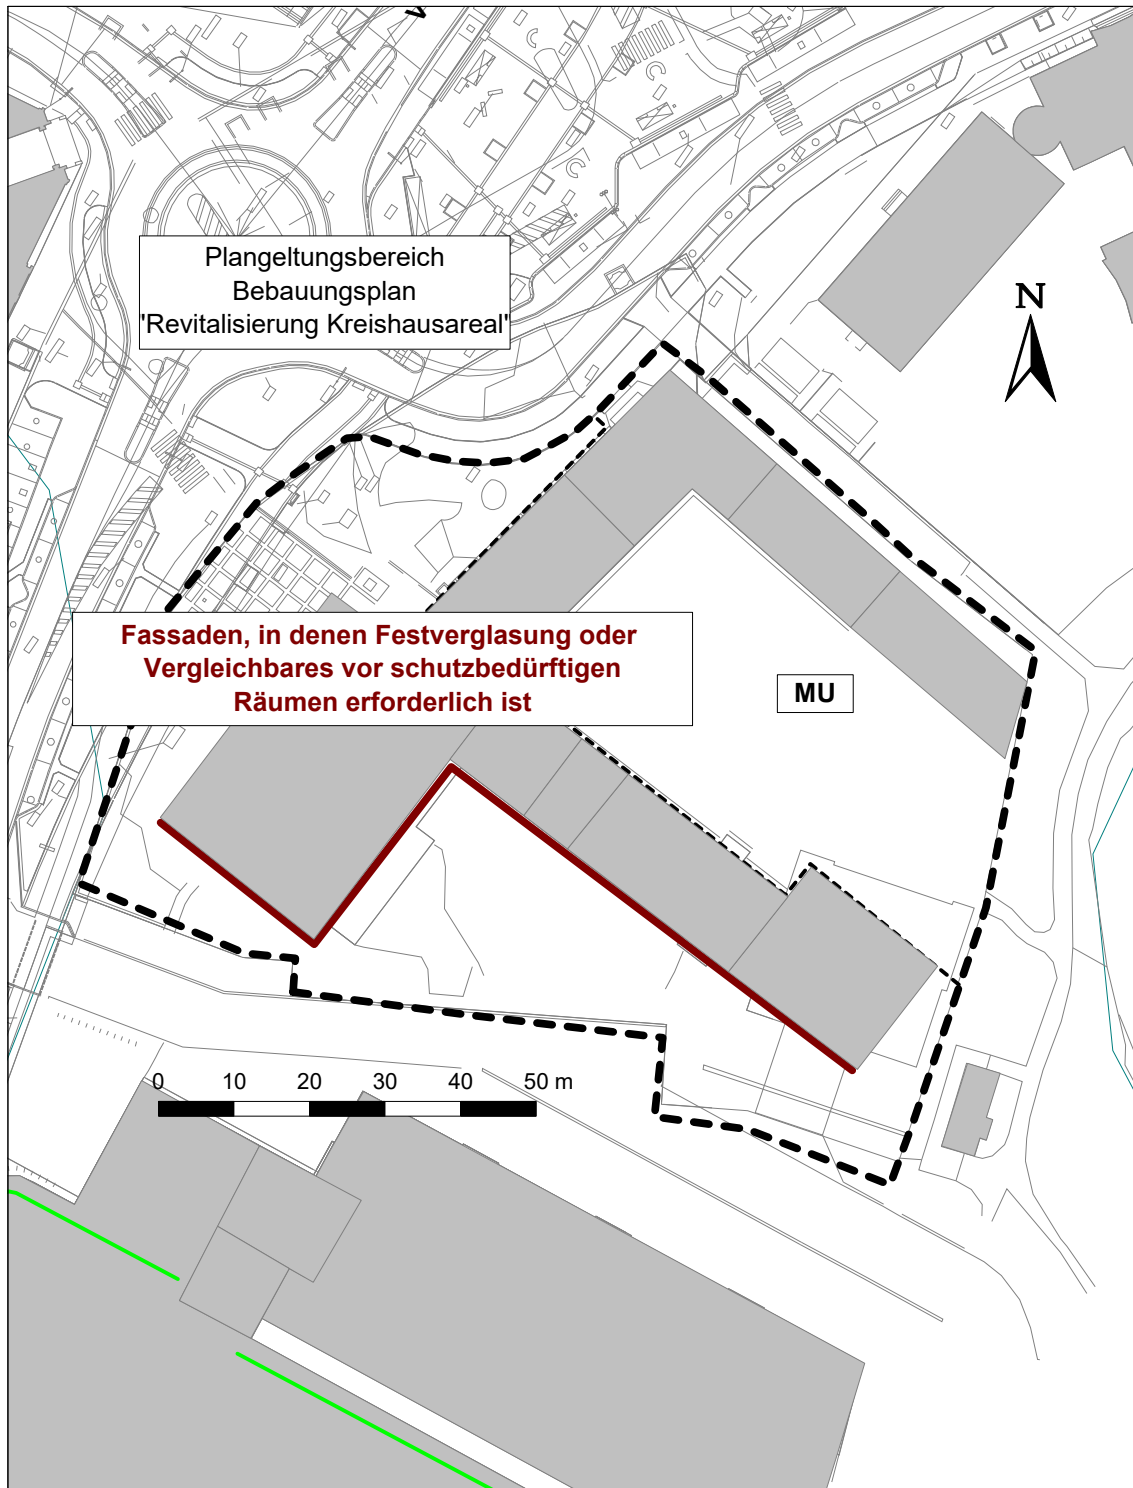 Plangeltungsbereich
Bebauungsplan
'Revitalisierung Kreishausareal'
N
Fassaden, in denen Festverglasung oder
Vergleichbares vor schutzbedürftigen
Räumen erforderlich ist
MU
0 10 20 30 40 50 m